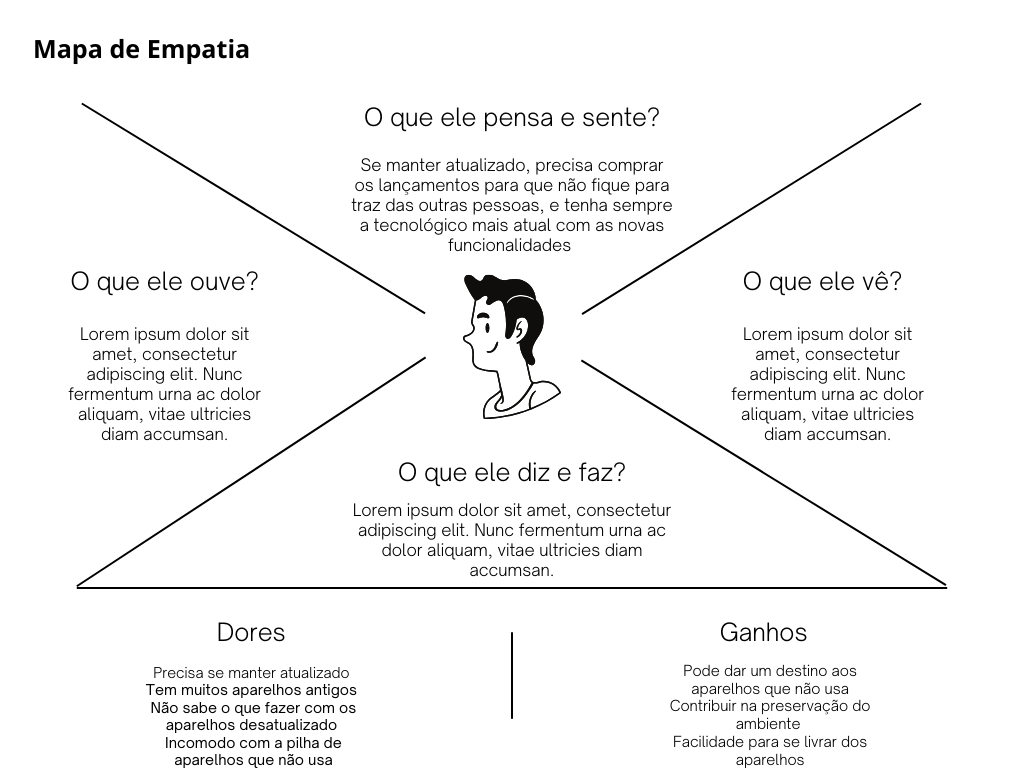 Mapa de Empatia
O que ele pensa e sente?
Se manter atualizado, precisa comprar
os lançamentos para que não fique para
traz das outras pessoas, e tenha sempre
a tecnológico mais atual com as novas
funcionalidades
O que ele ouve?
Lorem ipsum dolor sit
amet, consectetur
adipiscing elit. Nunc
fermentum urna ac dolor
aliquam, vitae ultricies
diam accumsan.
O que ele vê?
Lorem ipsum dolor sit
amet, consectetur
adipiscing elit. Nunc
fermentum urna ac dolor
aliquam, vitae ultricies
diam accumsan.
O que ele diz e faz?
Lorem ipsum dolor sit amet, consectetur
adipiscing elit. Nunc fermentum urna ac
dolor aliquam, vitae ultricies diam
accumsan.
Dores
Precisa se manter atualizado
Tem muitos aparelhos antigos
Não sabe o que fazer com os
aparelhos desatualizado
Incomodo com a pilha de
aparelhos que não usa
Ganhos
Pode dar um destino aos
aparelhos que não usa
Contribuir na preservação do
ambiente
Facilidade para se livrar dos
aparelhos